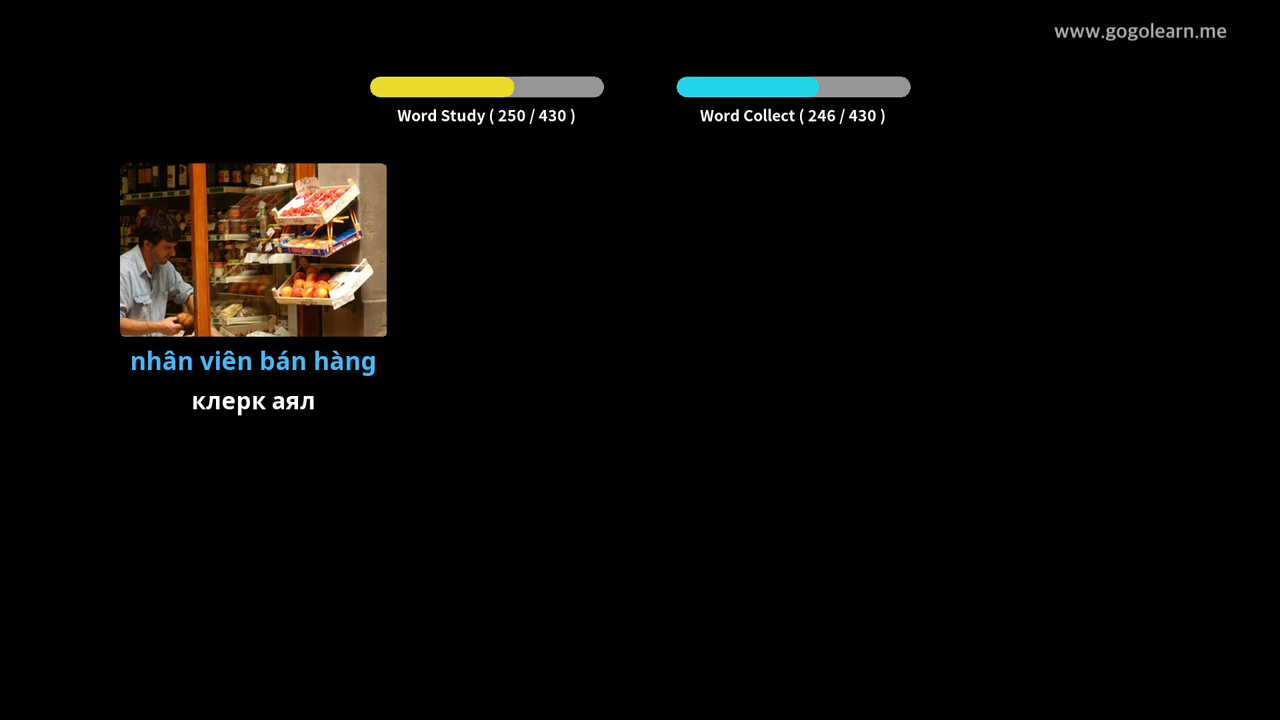 www.gogolearn.me
Word Study ( 250 / 430 )
Word Collect ( 246 / 430 )
nhân viên bán hàng
клерк аял